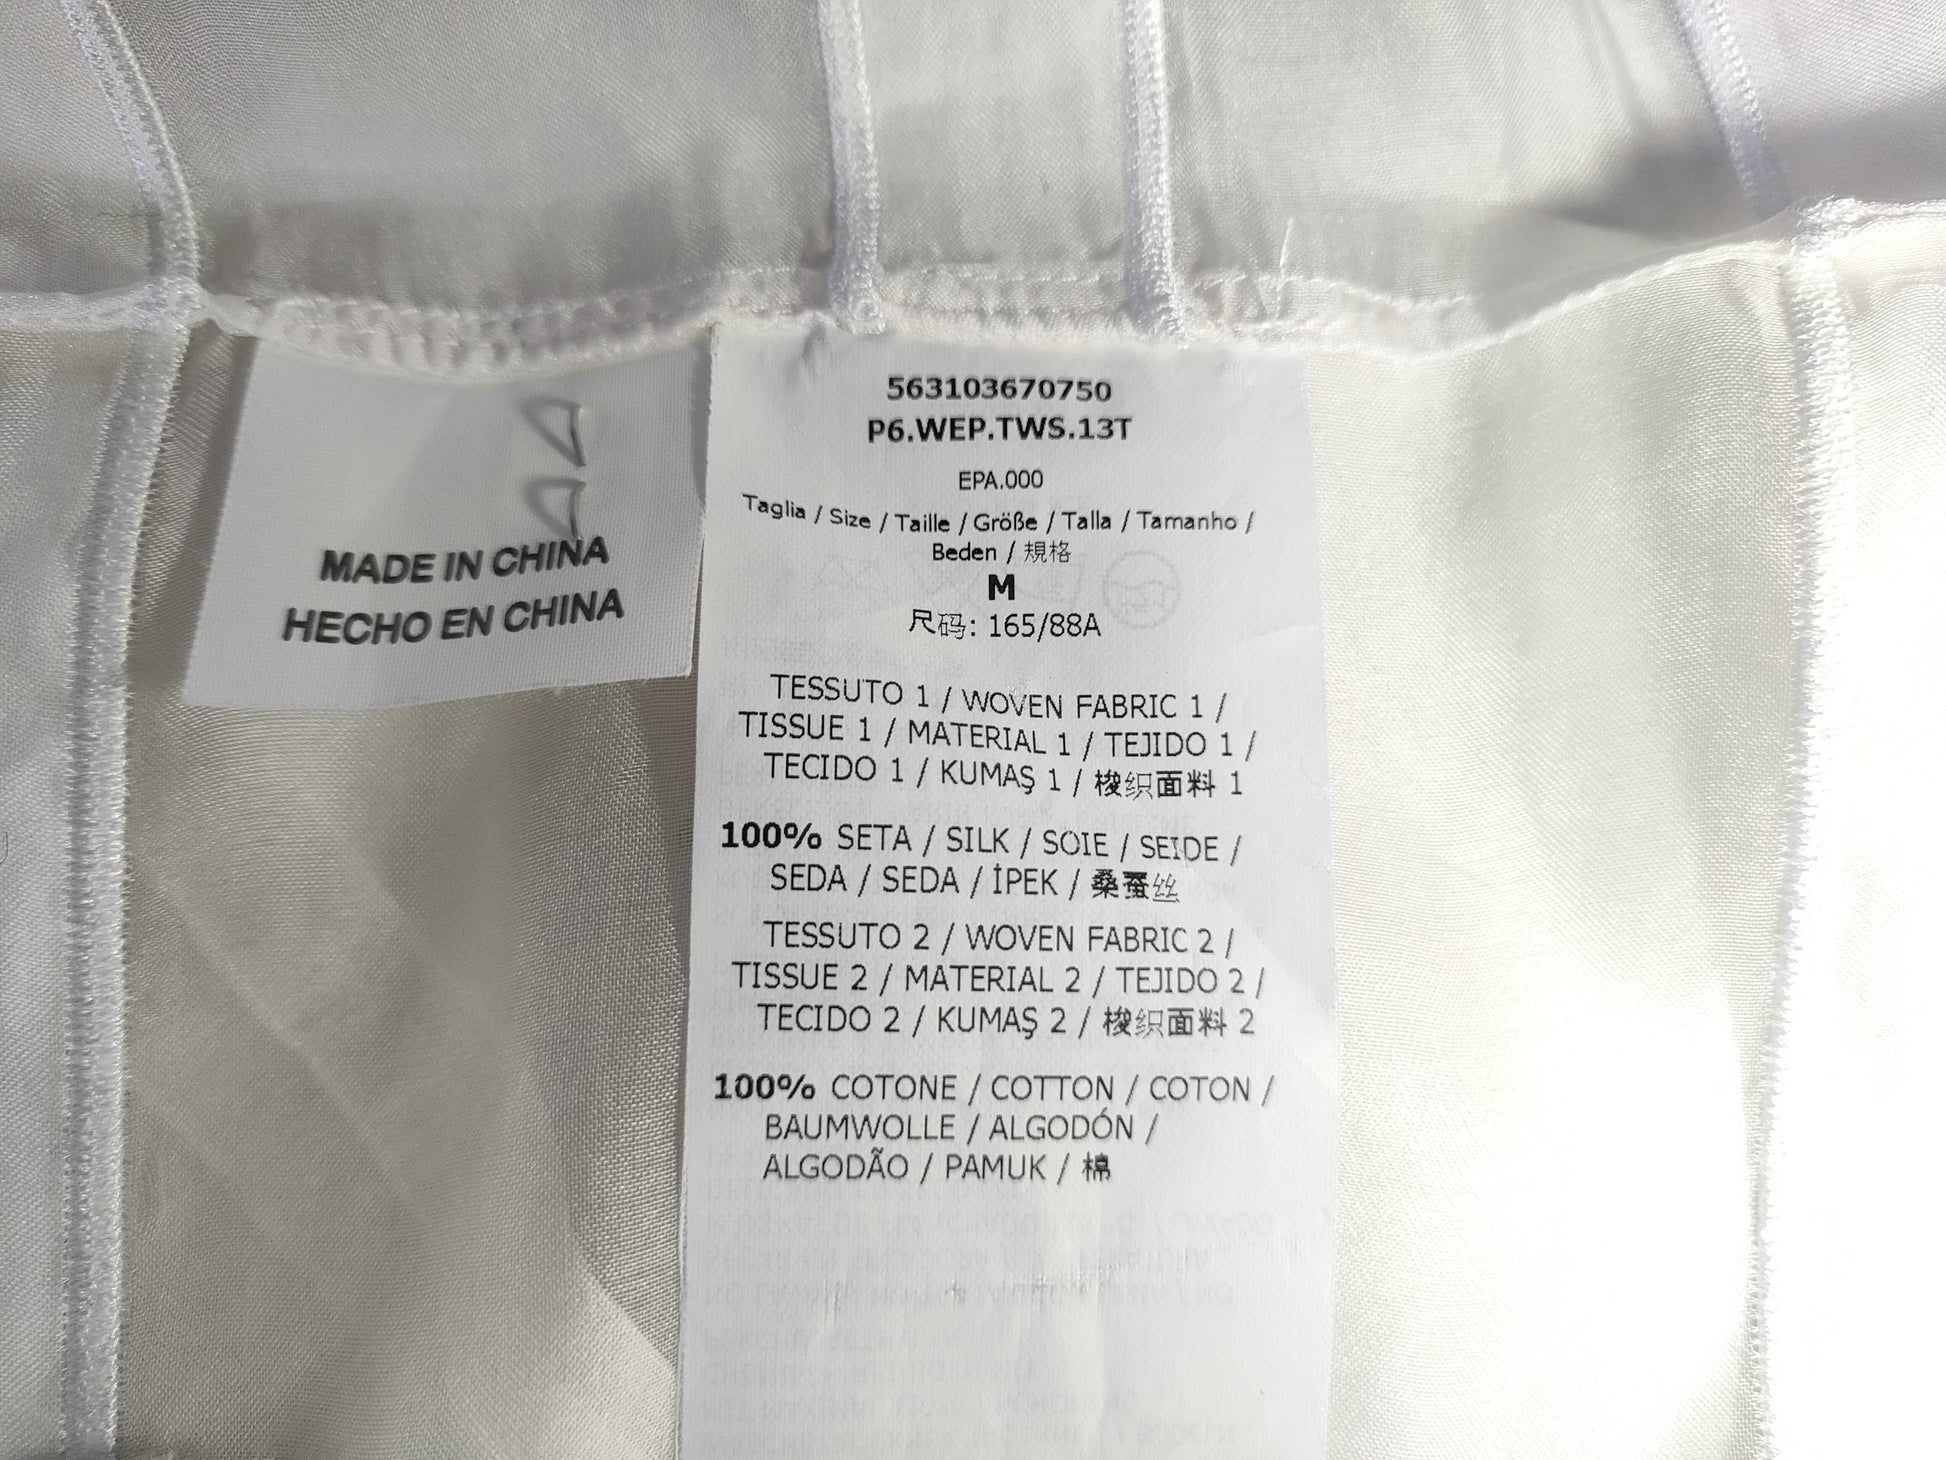 MADE IN CHINA
HECHO EN CHINA
563103670750
P6.WEP.TWS.13T
EPA.000
Taglia / Size / Taille / Größe / Talla / Tamanho /
Beden / 規格
M
尺码: 165/88A
TESSUTO 1 / WOVEN FABRIC 1 /
TISSUE 1 / MATERIAL 1 / TEJIDO 1 /
TECIDO 1 / KUMAŞ 1 / 梭织面料 1
100% SETA / SILK / SOIE / SEIDE /
SEDA / SEDA / İPEK / 桑蚕丝
TESSUTO 2 / WOVEN FABRIC 2 /
TISSUE 2 / MATERIAL 2 / TEJIDO 2 /
TECIDO 2 / KUMAŞ 2 / 梭织面料 2
100% COTONE / COTTON / COTON /
BAUMWOLLE / ALGODÓN /
ALGODÃO / PAMUK / 棉